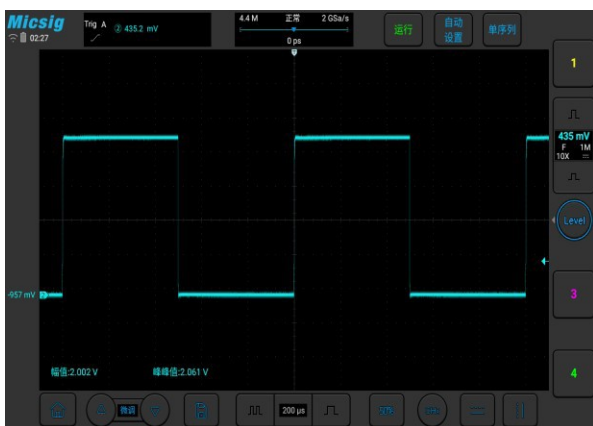 Micsig
02:27
Trig A
② 435.2 mV
4.4 M 正常 2 GSa/s
0 ps
运行
自动
设置
单序列
1
435 mV
F 1M
10X
Level
-957 mV
2
3
幅值:2.002 V 峰峰值:2.061 V
4
微调
200 μs